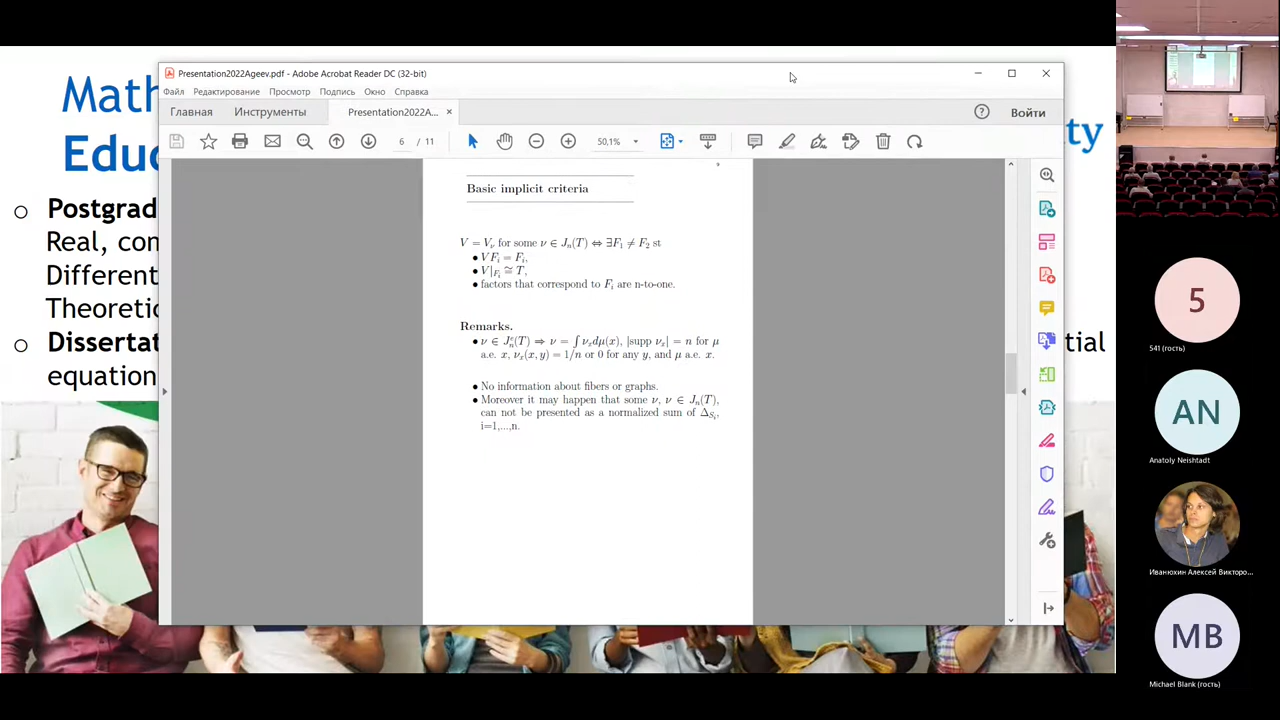 Math
Educ
ty
Presentation2022Ageev.pdf - Adobe Acrobat Reader DC (32-bit)
Файл Редактирование Просмотр Подпись Окно Справка
Главная Инструменты Presentation2022A... × Войти
6 / 11 50,1%
Basic implicit criteria
V = V_ν for some ν ∈ J_n(T) ⇔ ∃F_1 ≠ F_2 st
• VF_i = F_i,
• V|_{F_i} ≅ T,
• factors that correspond to F_i are n-to-one.
Remarks.
• ν ∈ J_n^e(T) ⇒ ν = ∫ ν_x dμ(x), |supp ν_x| = n for μ
a.e. x, ν_x(x, y) = 1/n or 0 for any y, and μ a.e. x.
• No information about fibers or graphs.
• Moreover it may happen that some ν, ν ∈ J_n(T),
can not be presented as a normalized sum of Δ_{S_i},
i=1,...,n.
○ Postgrad
Real, con
Different
Theoretic
○ Dissertat tial
equation
5
541 (гость)
AN
Anatoly Neishtadt
Иванюхин Алексей Викторо...
MB
Michael Blank (гость)